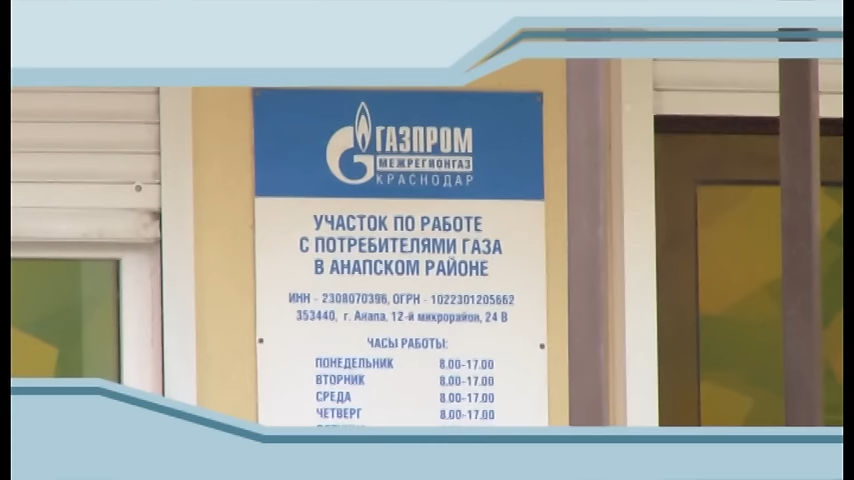 ГАЗПРОМ
МЕЖРЕГИОНГАЗ
КРАСНОДАР
УЧАСТОК ПО РАБОТЕ
С ПОТРЕБИТЕЛЯМИ ГАЗА
В АНАПСКОМ РАЙОНЕ
ИНН - 2308070396, ОГРН - 1022301205662
353440, г. Анапа, 12-й микрорайон, 24 В
ЧАСЫ РАБОТЫ:
ПОНЕДЕЛЬНИК 8.00-17.00
ВТОРНИК 8.00-17.00
СРЕДА 8.00-17.00
ЧЕТВЕРГ 8.00-17.00